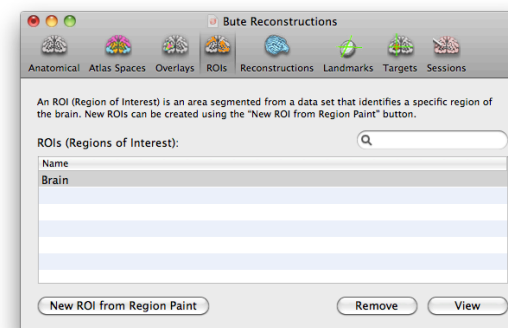 Bute Reconstructions
Anatomical Atlas Spaces Overlays ROIs Reconstructions Landmarks Targets Sessions
An ROI (Region of Interest) is an area segmented from a data set that identifies a specific region of
the brain. New ROIs can be created using the “New ROI from Region Paint” button.
ROIs (Regions of Interest):
Name
Brain
New ROI from Region Paint Remove View